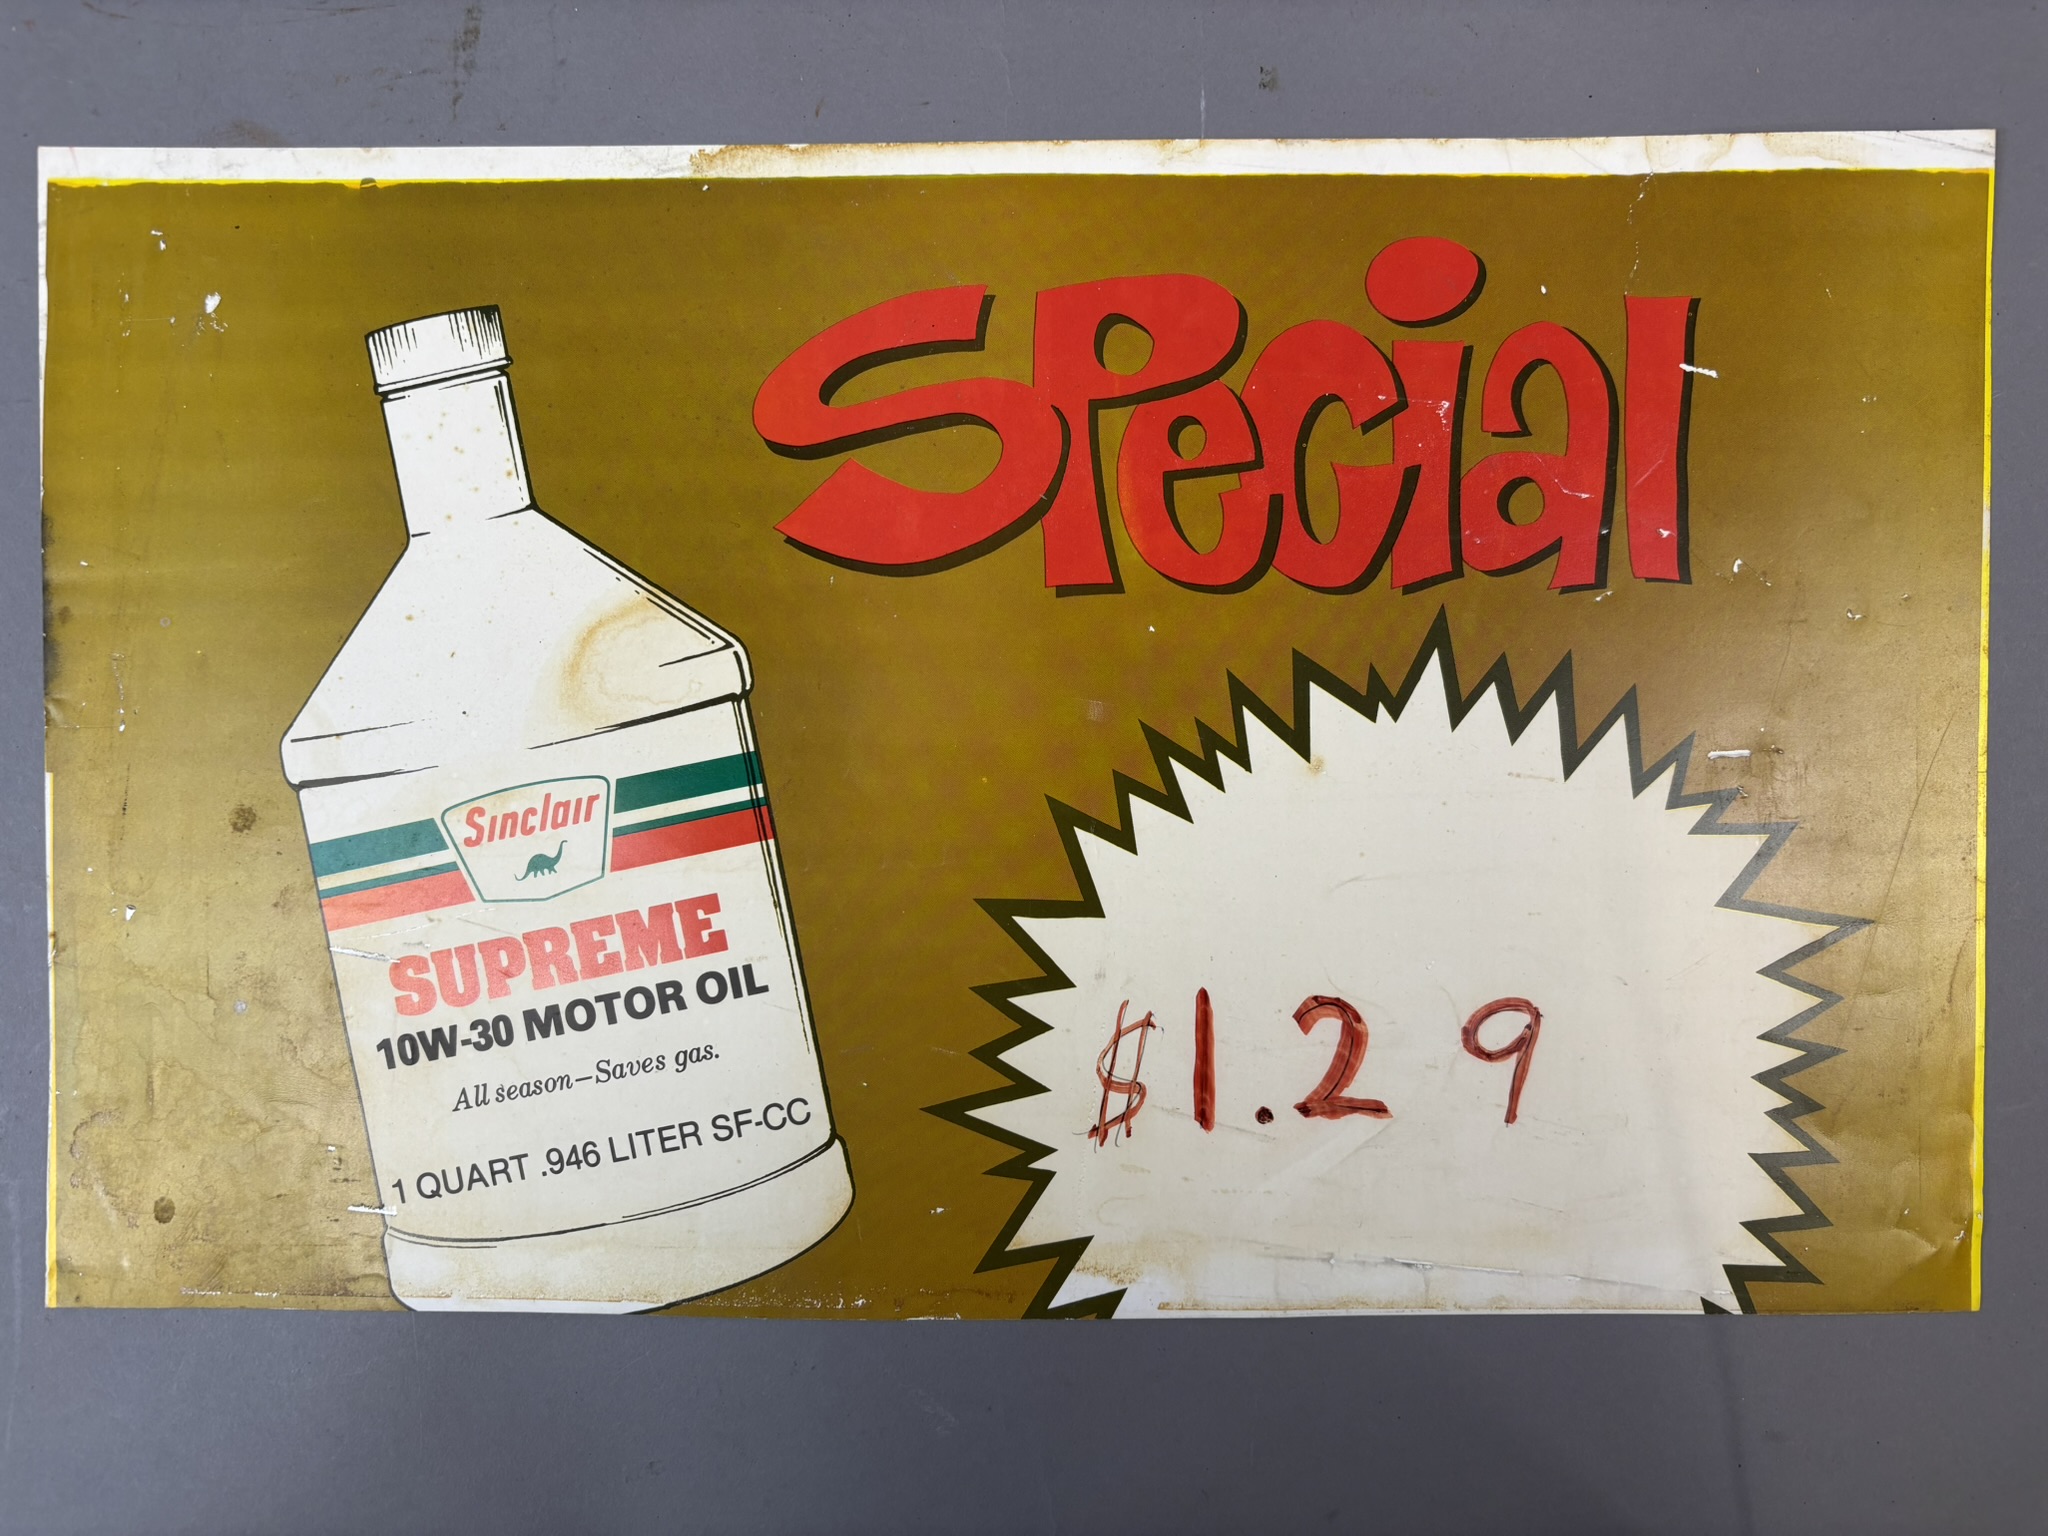 Special
Sinclair
SUPREME
10W-30 MOTOR OIL
All season–Saves gas.
1 QUART .946 LITER SF-CC
$1.29